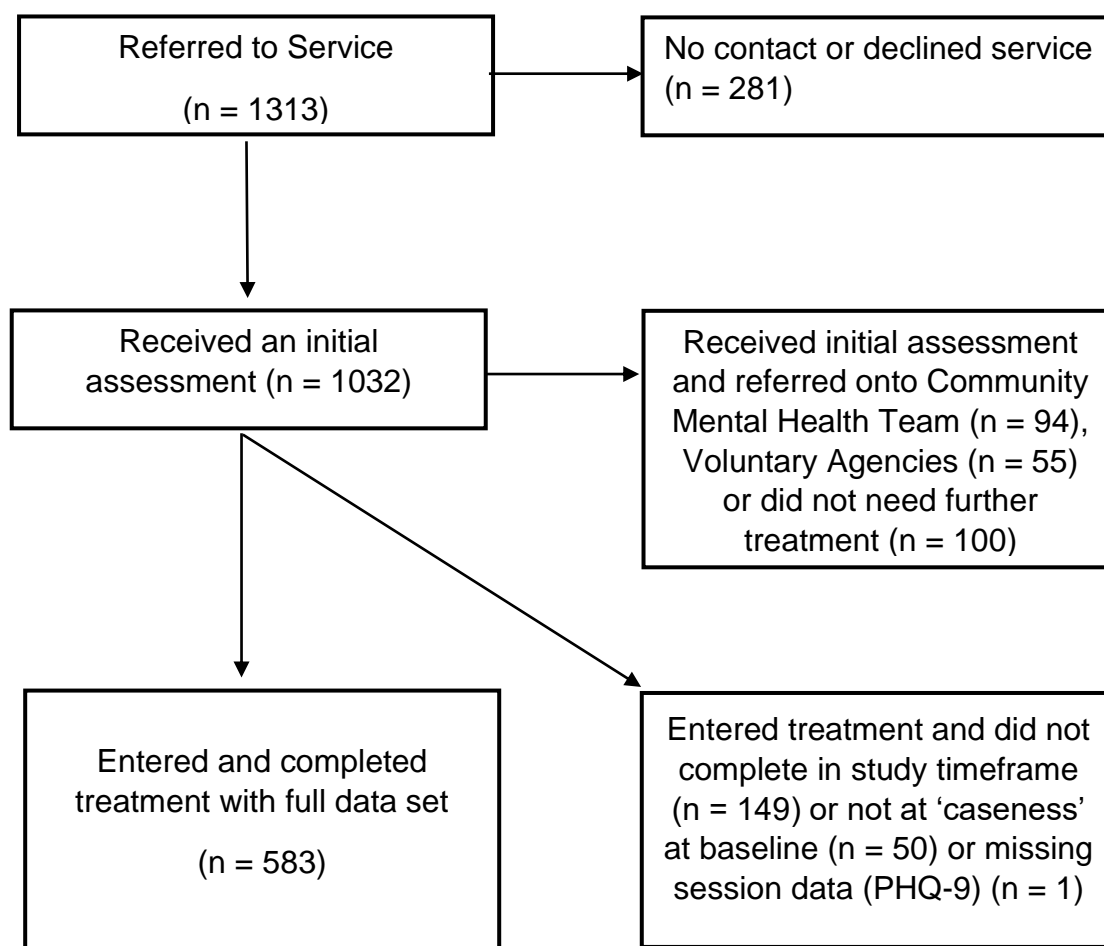 Referred to Service
(n = 1313)
No contact or declined service
(n = 281)
Received an initial
assessment (n = 1032)
Received initial assessment
and referred onto Community
Mental Health Team (n = 94),
Voluntary Agencies (n = 55)
or did not need further
treatment (n = 100)
Entered and completed
treatment with full data set
(n = 583)
Entered treatment and did not
complete in study timeframe
(n = 149) or not at ‘caseness’
at baseline (n = 50) or missing
session data (PHQ-9) (n = 1)